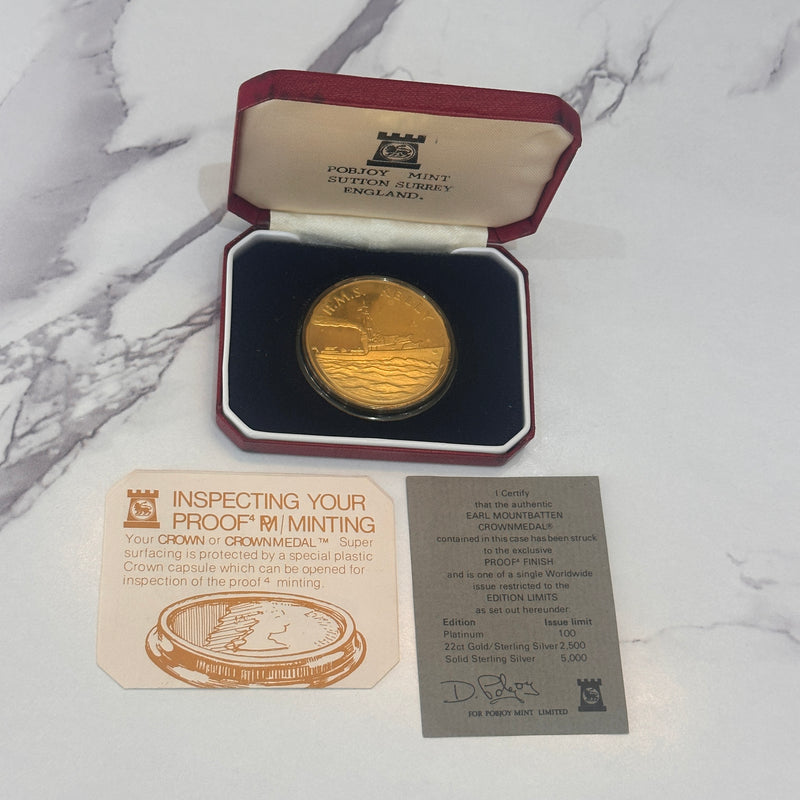 POBJOY MINT
SUTTON SURREY
ENGLAND.
H.M.S. KELLY
INSPECTING YOUR
PROOF⁴ PM/MINTING
Your CROWN or CROWNMEDAL™ Super
surfacing is protected by a special plastic
Crown capsule which can be opened for
inspection of the proof⁴ minting.
I Certify
that the authentic
EARL MOUNTBATTEN
CROWNMEDAL®
contained in this case has been struck
to the exclusive
PROOF⁴ FINISH
and is one of a single Worldwide
issue restricted to the
EDITION LIMITS
as set out hereunder:
Edition Issue limit
Platinum 100
22ct Gold/Sterling Silver 2,500
Solid Sterling Silver 5,000
D. Pobjoy
FOR POBJOY MINT LIMITED